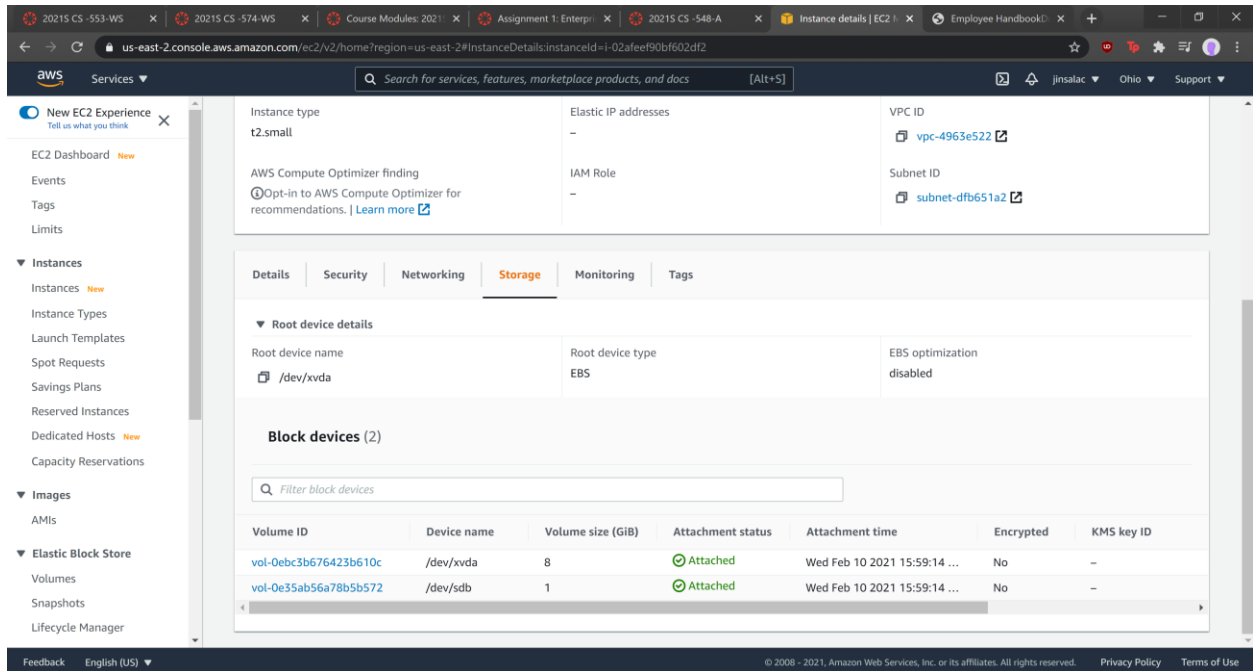 2021S CS -553-WS
2021S CS -574-WS
Course Modules: 2021
Assignment 1: Enterpri
2021S CS -548-A
Instance details | EC2 M
Employee HandbookD
us-east-2.console.aws.amazon.com/ec2/v2/home?region=us-east-2#InstanceDetails:instanceId=i-02afeef90bf602df2
aws
Services
Search for services, features, marketplace products, and docs
[Alt+S]
jinsalac
Ohio
Support
New EC2 Experience
Tell us what you think
EC2 Dashboard New
Events
Tags
Limits
Instances
Instances New
Instance Types
Launch Templates
Spot Requests
Savings Plans
Reserved Instances
Dedicated Hosts New
Capacity Reservations
Images
AMIs
Elastic Block Store
Volumes
Snapshots
Lifecycle Manager
Instance type
t2.small
Elastic IP addresses
–
VPC ID
vpc-4963e522
AWS Compute Optimizer finding
Opt-in to AWS Compute Optimizer for
recommendations. | Learn more
IAM Role
–
Subnet ID
subnet-dfb651a2
Details
Security
Networking
Storage
Monitoring
Tags
Root device details
Root device name
/dev/xvda
Root device type
EBS
EBS optimization
disabled
Block devices (2)
Filter block devices
Volume ID Device name Volume size (GiB) Attachment status Attachment time Encrypted KMS key ID
vol-0ebc3b676423b610c /dev/xvda 8 Attached Wed Feb 10 2021 15:59:14 ... No –
vol-0e35ab56a78b5b572 /dev/sdb 1 Attached Wed Feb 10 2021 15:59:14 ... No –
Feedback
English (US)
© 2008 - 2021, Amazon Web Services, Inc. or its affiliates. All rights reserved.
Privacy Policy
Terms of Use